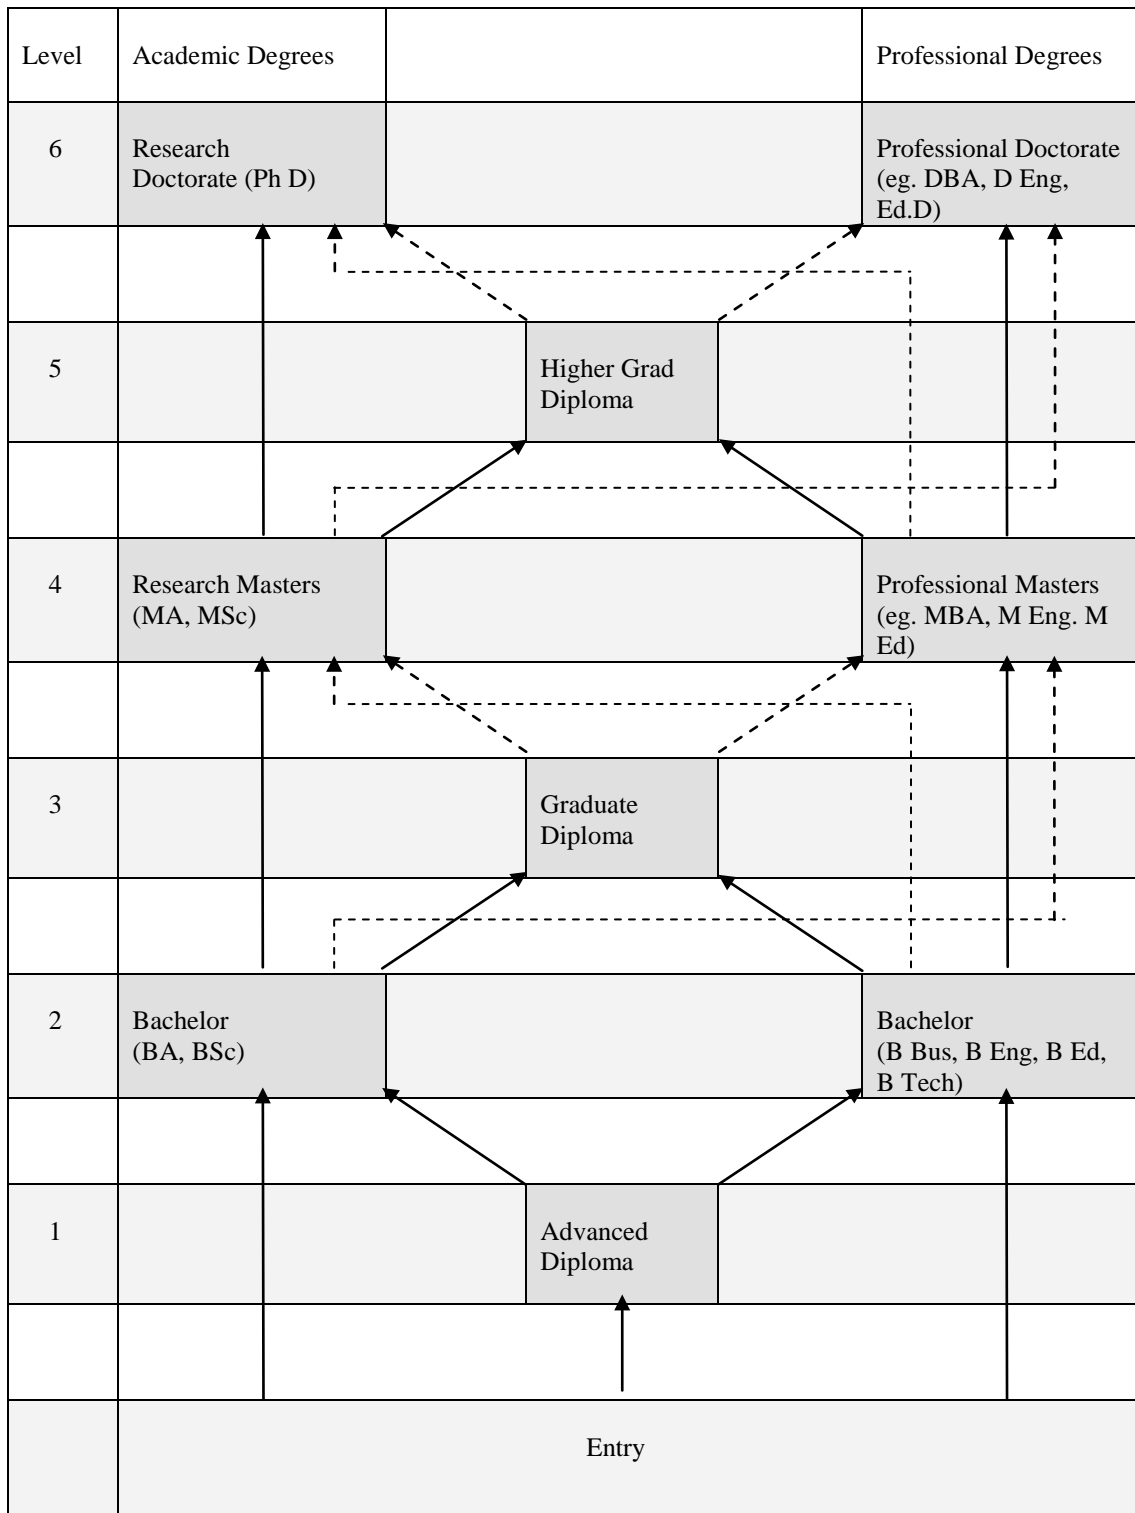 Level
Academic Degrees
Professional Degrees
6
Research
Doctorate (Ph D)
Professional Doctorate
(eg. DBA, D Eng,
Ed.D)
5
Higher Grad
Diploma
4
Research Masters
(MA, MSc)
Professional Masters
(eg. MBA, M Eng. M
Ed)
3
Graduate
Diploma
2
Bachelor
(BA, BSc)
Bachelor
(B Bus, B Eng, B Ed,
B Tech)
1
Advanced
Diploma
Entry